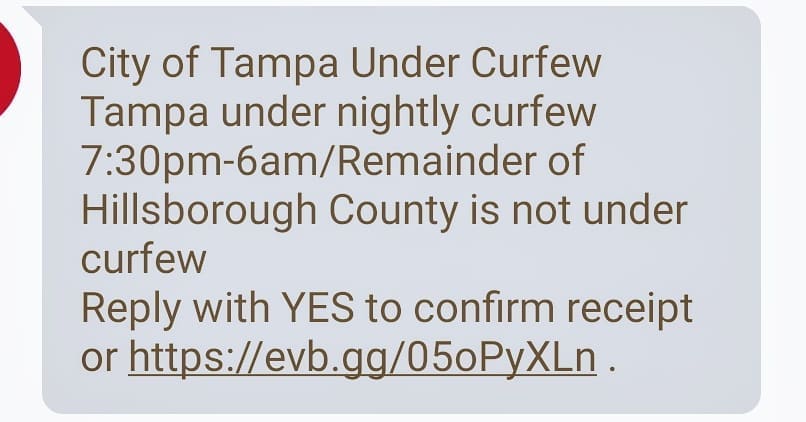 City of Tampa Under Curfew
Tampa under nightly curfew
7:30pm-6am/Remainder of
Hillsborough County is not under
curfew
Reply with YES to confirm receipt
or https://evb.gg/05oPyXLn .